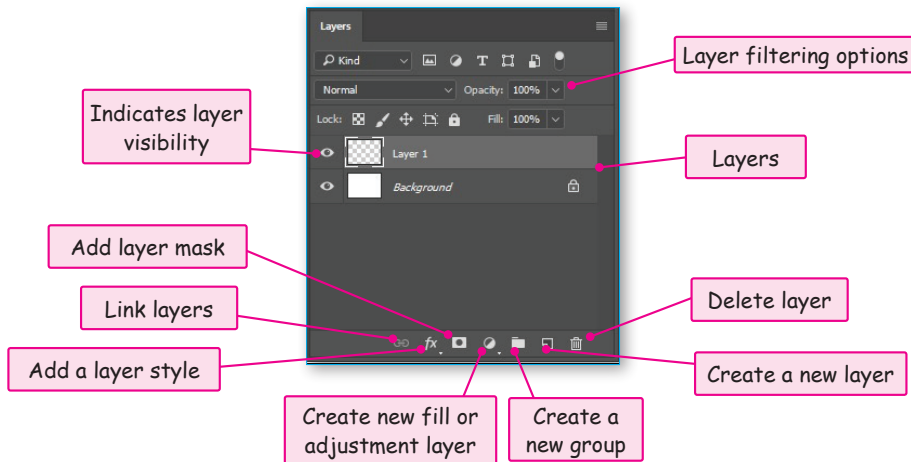 Layers
Kind
T
Normal
Opacity: 100%
Lock:
Fill: 100%
Layer 1
Background
fx
Layer filtering options
Indicates layer
visibility
Layers
Add layer mask
Link layers
Delete layer
Add a layer style
Create a new layer
Create new fill or
adjustment layer
Create a
new group